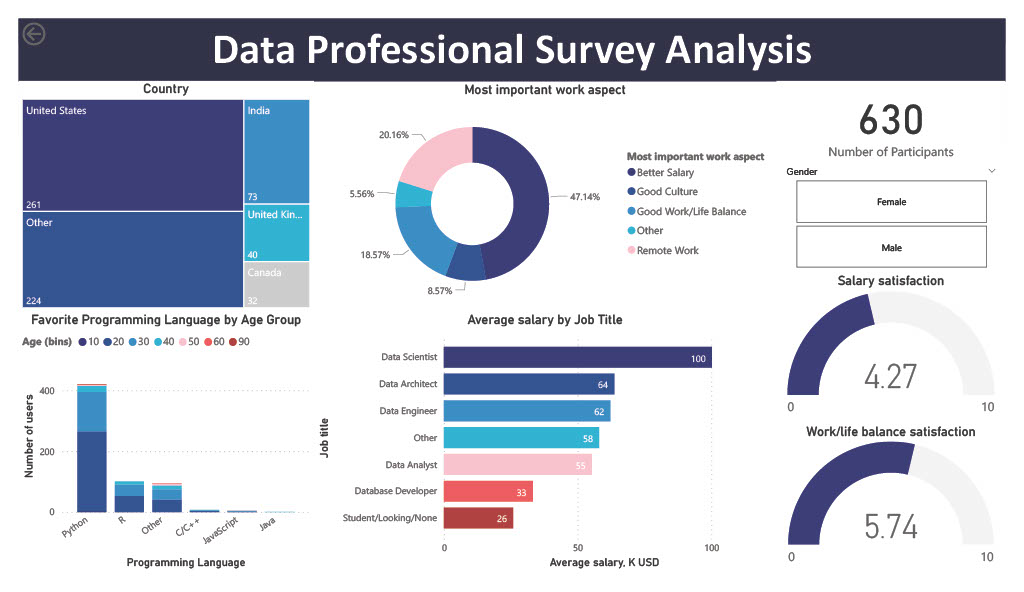 Data Professional Survey Analysis
Country
United States
261
India
73
Other
224
United Kin...
40
Canada
32
Most important work aspect
20.16%
5.56%
18.57%
8.57%
47.14%
Most important work aspect
Better Salary
Good Culture
Good Work/Life Balance
Other
Remote Work
630
Number of Participants
Gender
Female
Male
Salary satisfaction
4.27
0
10
Work/life balance satisfaction
5.74
0
10
Favorite Programming Language by Age Group
Age (bins) 10 20 30 40 50 60 90
Number of users
400
200
0
Python
R
Other
C/C++
JavaScript
Java
Programming Language
Average salary by Job Title
Job title
Data Scientist 100
Data Architect 64
Data Engineer 62
Other 58
Data Analyst 55
Database Developer 33
Student/Looking/None 26
0 50 100
Average salary, K USD